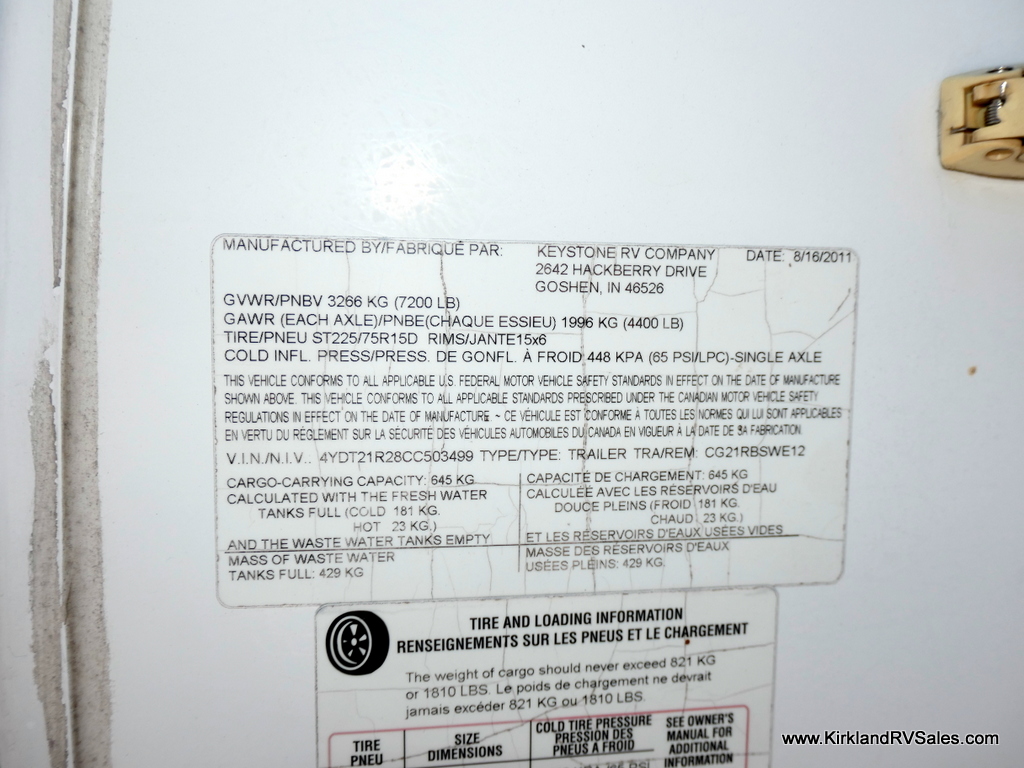 MANUFACTURED BY/FABRIQUÉ PAR: KEYSTONE RV COMPANY DATE: 8/16/2011
2642 HACKBERRY DRIVE
GOSHEN, IN 46526
GVWR/PNBV 3266 KG (7200 LB)
GAWR (EACH AXLE)/PNBE(CHAQUE ESSIEU) 1996 KG (4400 LB)
TIRE/PNEU ST225/75R15D RIMS/JANTE15x6
COLD INFL. PRESS/PRESS. DE GONFL. À FROID 448 KPA (65 PSI/LPC)-SINGLE AXLE
THIS VEHICLE CONFORMS TO ALL APPLICABLE U.S. FEDERAL MOTOR VEHICLE SAFETY STANDARDS IN EFFECT ON THE DATE OF MANUFACTURE
SHOWN ABOVE. THIS VEHICLE CONFORMS TO ALL APPLICABLE STANDARDS PRESCRIBED UNDER THE CANADIAN MOTOR VEHICLE SAFETY
REGULATIONS IN EFFECT ON THE DATE OF MANUFACTURE ~ CE VÉHICULE EST CONFORME À TOUTES LES NORMES QUI LUI SONT APPLICABLES
EN VERTU DU RÉGLEMENT SUR LA SÉCURITÉ DES VÉHICULES AUTOMOBILES DU CANADA EN VIGUEUR À LA DATE DE SA FABRICATION
V.I.N./N.I.V.. 4YDT21R28CC503499 TYPE/TYPE: TRAILER TRA/REM: CG21RBSWE12
CARGO-CARRYING CAPACITY: 645 KG
CALCULATED WITH THE FRESH WATER
TANKS FULL (COLD 181 KG.
HOT 23 KG.)
AND THE WASTE WATER TANKS EMPTY
MASS OF WASTE WATER
TANKS FULL: 429 KG
CAPACITÉ DE CHARGEMENT: 645 KG
CALCULÉE AVEC LES RÉSERVOIRS D'EAU
DOUCE PLEINS (FROID 181 KG.
CHAUD 23 KG.)
ET LES RÉSERVOIRS D'EAUX USÉES VIDES
MASSE DES RÉSERVOIRS D'EAUX
USÉES PLEINS: 429 KG.
TIRE AND LOADING INFORMATION
RENSEIGNEMENTS SUR LES PNEUS ET LE CHARGEMENT
The weight of cargo should never exceed 821 KG
or 1810 LBS. Le poids de chargement ne devrait
jamais excéder 821 KG ou 1810 LBS.
TIRE
PNEU
SIZE
DIMENSIONS
COLD TIRE PRESSURE
PRESSION DES
PNEUS A FROID
SEE OWNER'S
MANUAL FOR
ADDITIONAL
INFORMATION
www.KirklandRVSales.com